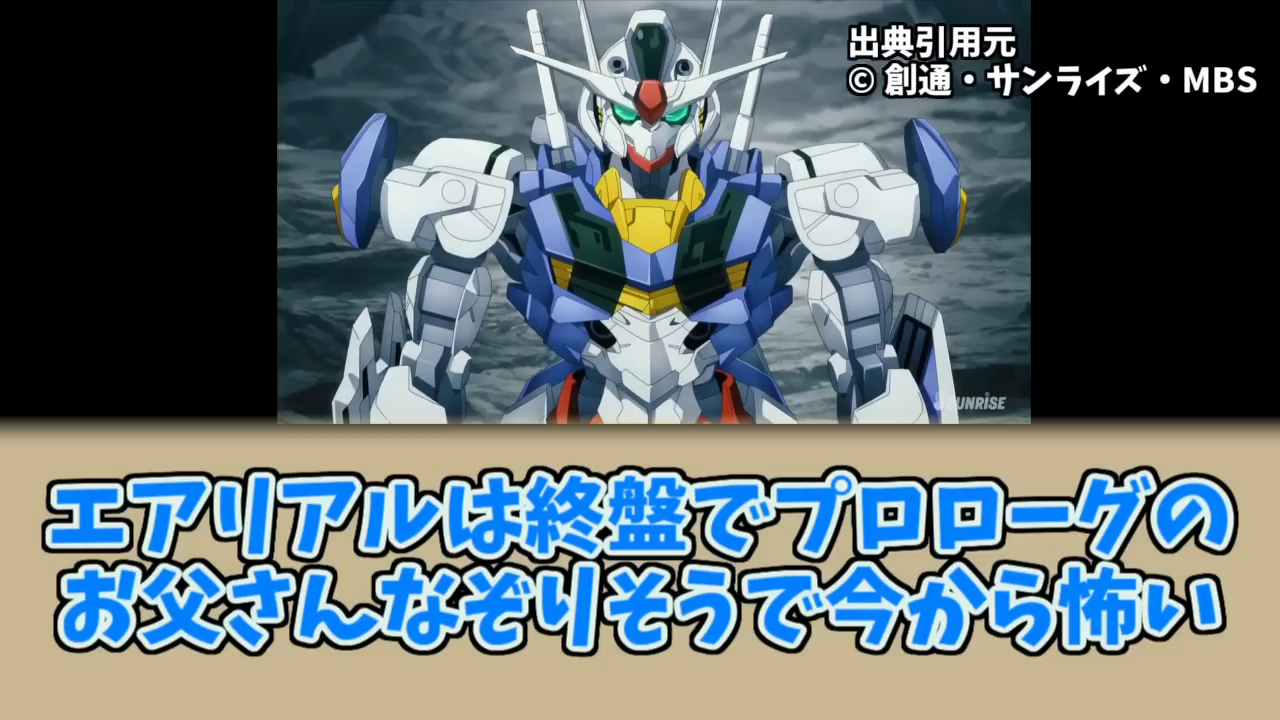 出典引用元
© 創通・サンライズ・MBS
SUNRISE
エアリアルは終盤でプロローグの
お父さんなぞりそうで今から怖い